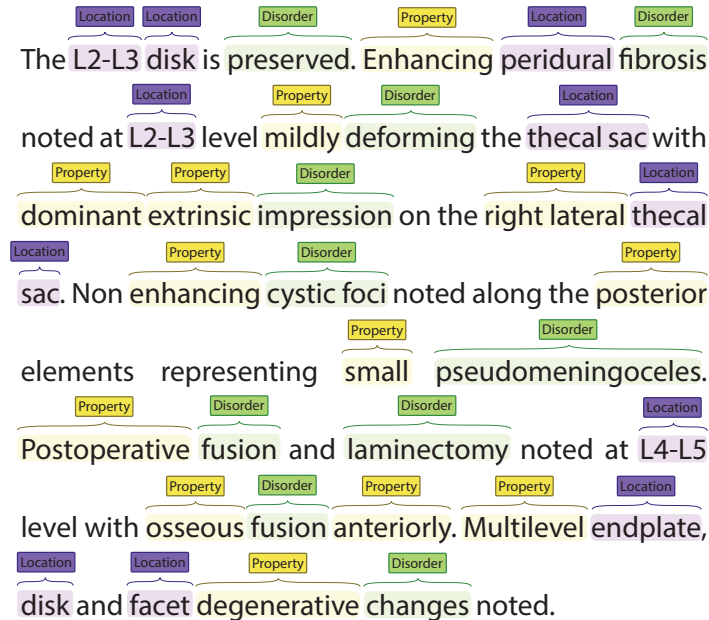 Location Location Disorder Property Location Disorder
The L2-L3 disk is preserved. Enhancing peridural fibrosis
Location Property Disorder Location
noted at L2-L3 level mildly deforming the thecal sac with
Property Property Disorder Property Location
dominant extrinsic impression on the right lateral thecal
Location Property Disorder Property
sac. Non enhancing cystic foci noted along the posterior
Property Disorder
elements representing small pseudomeningoceles.
Property Disorder Disorder Location
Postoperative fusion and laminectomy noted at L4-L5
Property Disorder Property Property Location
level with osseous fusion anteriorly. Multilevel endplate,
Location Location Property Disorder
disk and facet degenerative changes noted.